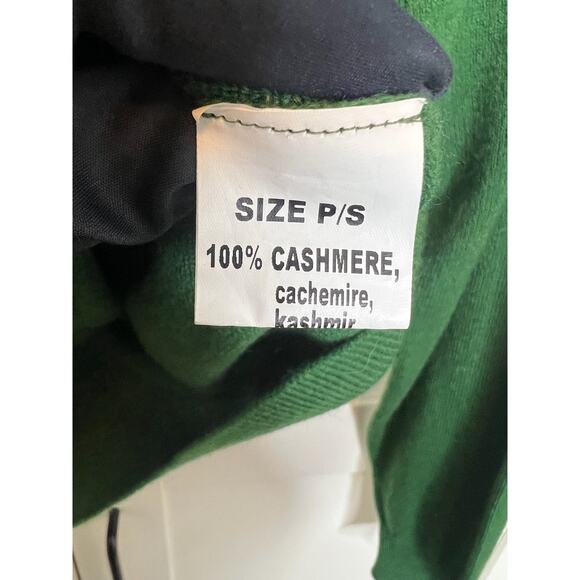 SIZE P/S
100% CASHMERE,
cachemire,
kashmir